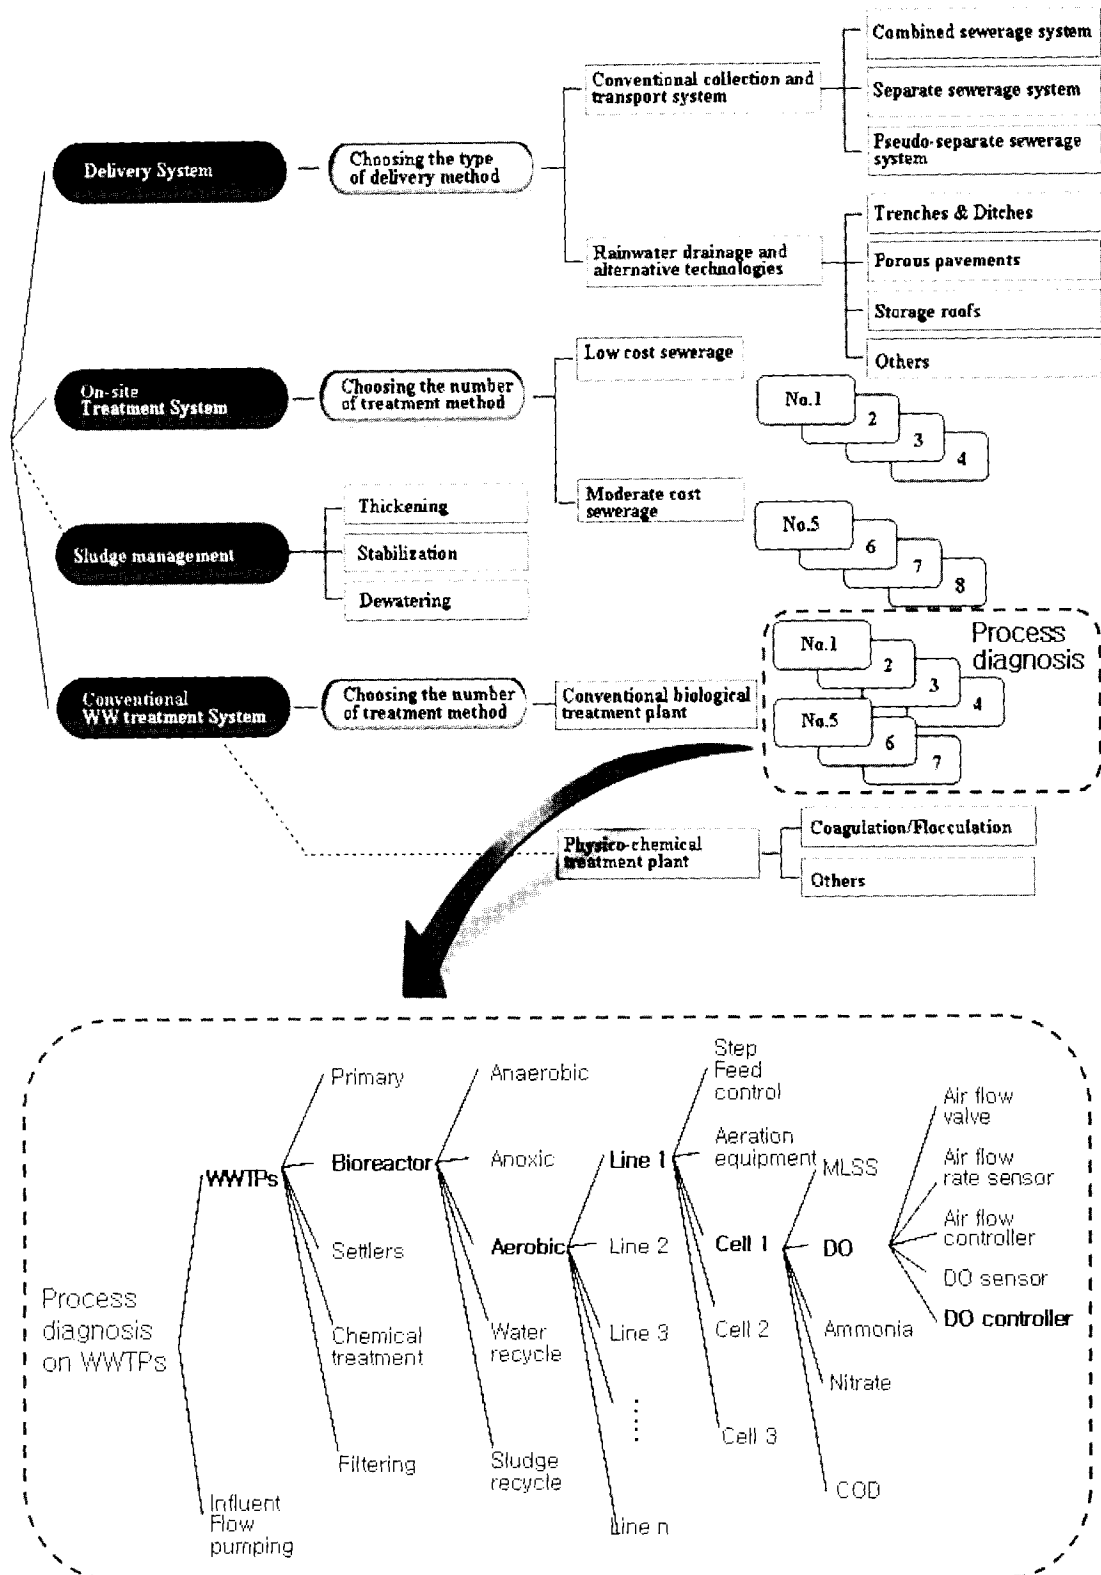 Combined sewerage system
Conventional collection and
transport system
Separate sewerage system
Pseudo-separate sewerage
system
Delivery System
Choosing the type
of delivery method
Trenches & Ditches
Rainwater drainage and
alternative technologies
Porous pavements
Storage roofs
Others
Low cost sewerage
On-site
Treatment System
Choosing the number
of treatment method
No.1
2
3
4
Moderate cost
sewerage
No.5
6
7
8
Thickening
Sludge management
Stabilization
Dewatering
Process
diagnosis
No.1
2
3
4
No.5
6
7
Conventional
WW treatment System
Choosing the number
of treatment method
Conventional biological
treatment plant
Physico-chemical
treatment plant
Coagulation/Flocculation
Others
Process
diagnosis
on WWTPs
WWTPs
Influent
Flow
pumping
Primary
Bioreactor
Settlers
Chemical
treatment
Filtering
Anaerobic
Anoxic
Aerobic
Water
recycle
Sludge
recycle
Line 1
Line 2
Line 3
Line n
Step
Feed
control
Aeration
equipment
Cell 1
Cell 2
Cell 3
MLSS
DO
Ammonia
Nitrate
COD
Air flow
valve
Air flow
rate sensor
Air flow
controller
DO sensor
DO controller